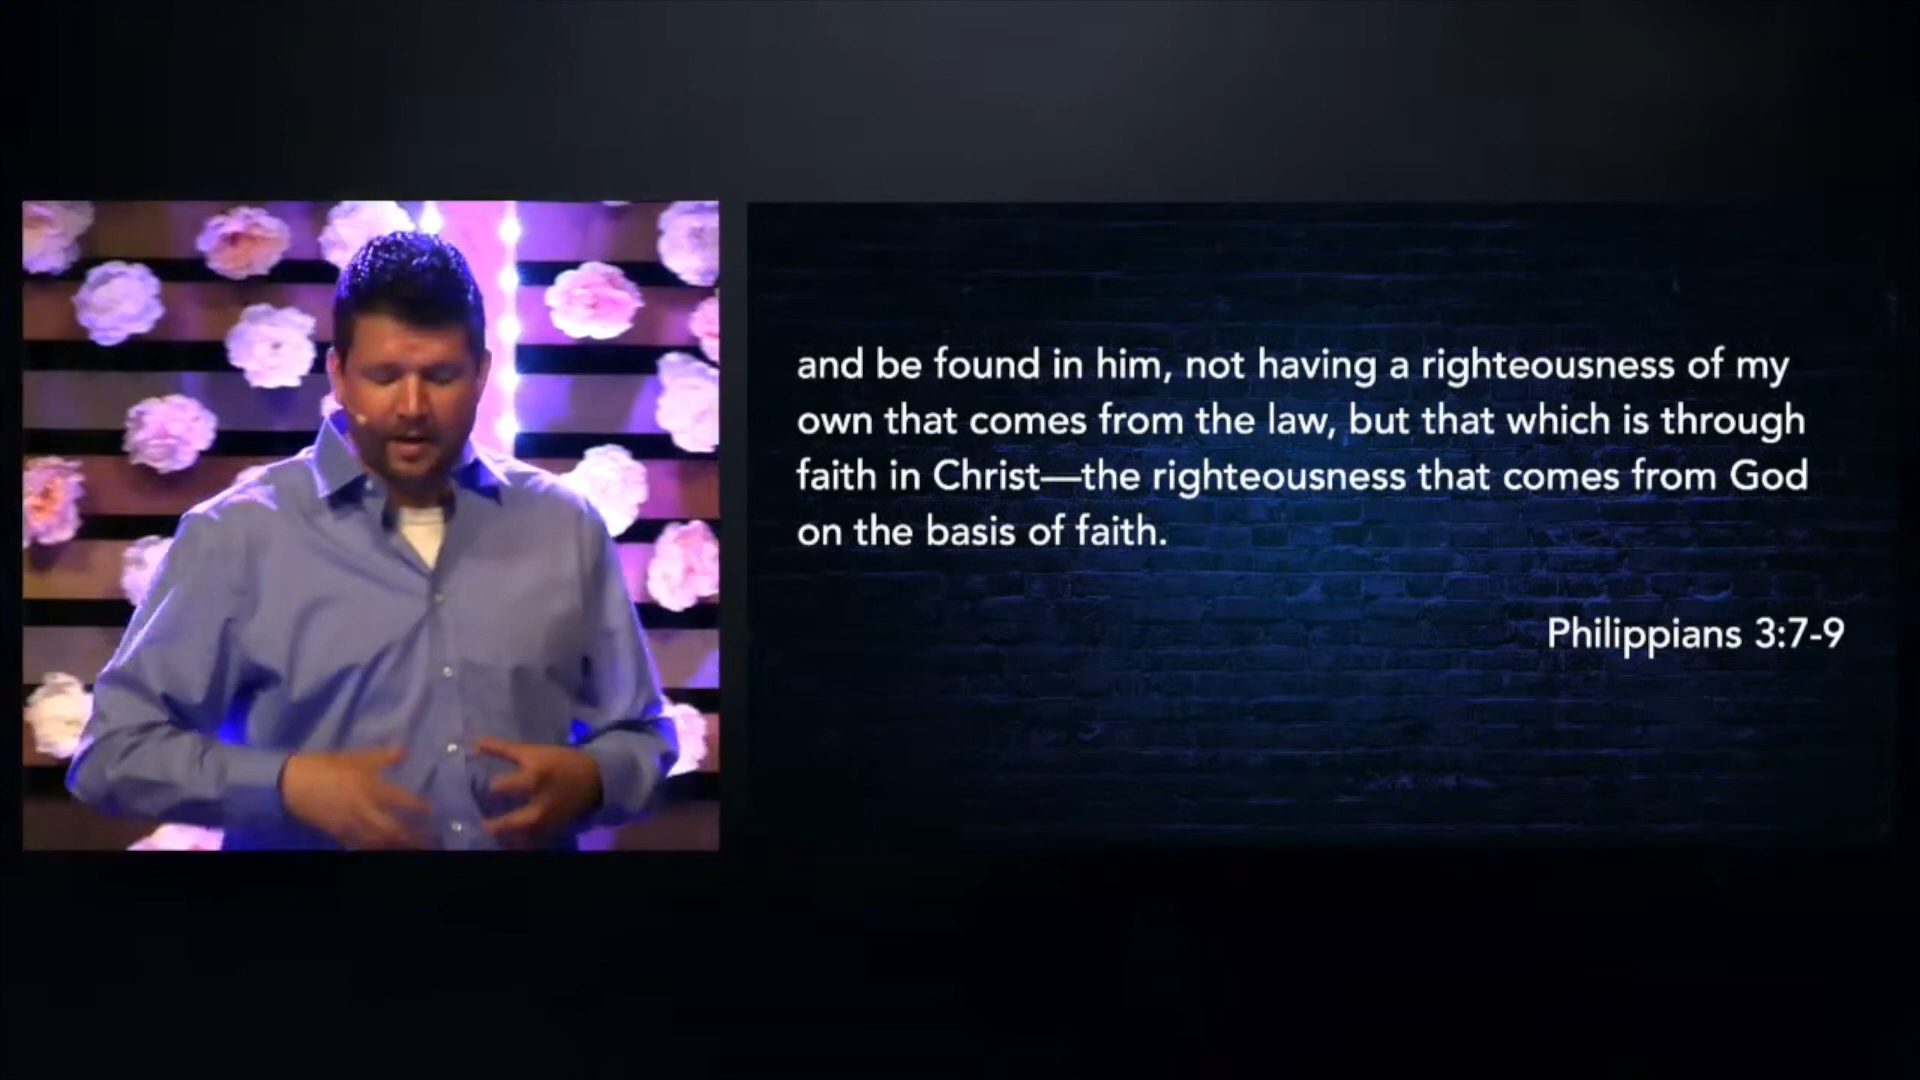 and be found in him, not having a righteousness of my
own that comes from the law, but that which is through
faith in Christ—the righteousness that comes from God
on the basis of faith.
Philippians 3:7-9